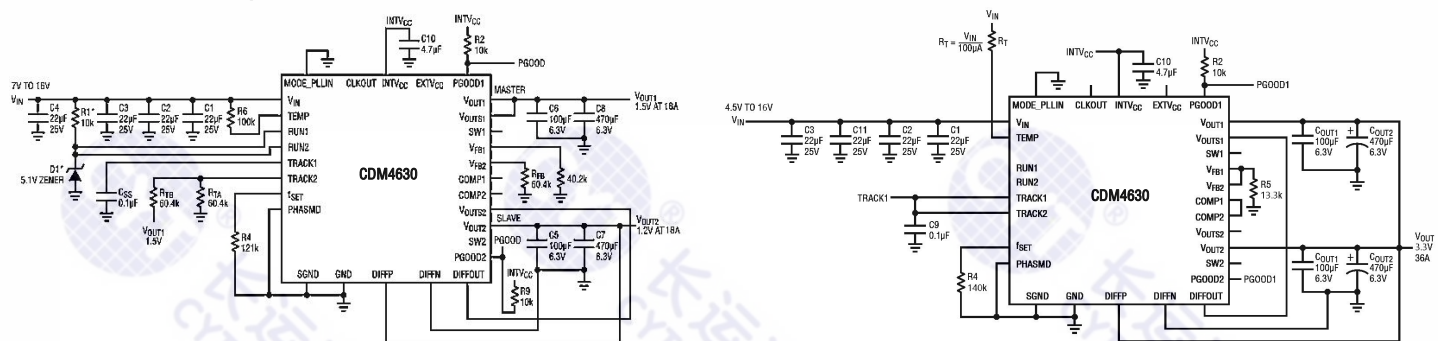 INTVCC
C10
4.7µF
INTVCC
R2
10k
PGOOD
MODE_PLLIN
CLKOUT
INTVCC
EXTVCC
PGOOD1
7V TO 16V
VIN
C4
22µF
25V
R1*
10k
C3
22µF
25V
C2
22µF
25V
C1
22µF
25V
R6
100k
D1*
5.1V ZENER
CSS
0.1µF
RTB
60.4k
RTA
60.4k
VOUT1
1.5V
R4
121k
VIN
TEMP
RUN1
RUN2
TRACK1
TRACK2
fSET
PHASMD
CDM4630
SGND
GND
DIFFP
DIFFN
DIFFOUT
VOUT1
VOUTS1
SW1
VFB1
VFB2
COMP1
COMP2
VOUTS2
VOUT2
SW2
PGOOD2
MASTER
C6
100µF
6.3V
C8
470µF
6.3V
VOUT1
1.5V AT 18A
RFB
60.4k
40.2k
SLAVE
PGOOD
C5
100µF
6.3V
C7
470µF
6.3V
VOUT2
1.2V AT 18A
INTVCC
R9
10k
VIN
RT = VIN
100µA
RT
INTVCC
C10
4.7µF
INTVCC
R2
10k
PGOOD1
MODE_PLLIN
CLKOUT
INTVCC
EXTVCC
PGOOD1
4.5V TO 16V
VIN
C3
22µF
25V
C11
22µF
25V
C2
22µF
25V
C1
22µF
25V
TRACK1
C9
0.1µF
R4
140k
VIN
TEMP
RUN1
RUN2
TRACK1
TRACK2
fSET
PHASMD
CDM4630
SGND
GND
DIFFP
DIFFN
DIFFOUT
VOUT1
VOUTS1
SW1
VFB1
VFB2
COMP1
COMP2
VOUTS2
VOUT2
SW2
PGOOD2
PGOOD1
COUT1
100µF
6.3V
+
COUT2
470µF
6.3V
R5
13.3k
COUT1
100µF
6.3V
+
COUT2
470µF
6.3V
VOUT
3.3V
36A
®
长运
®
长运